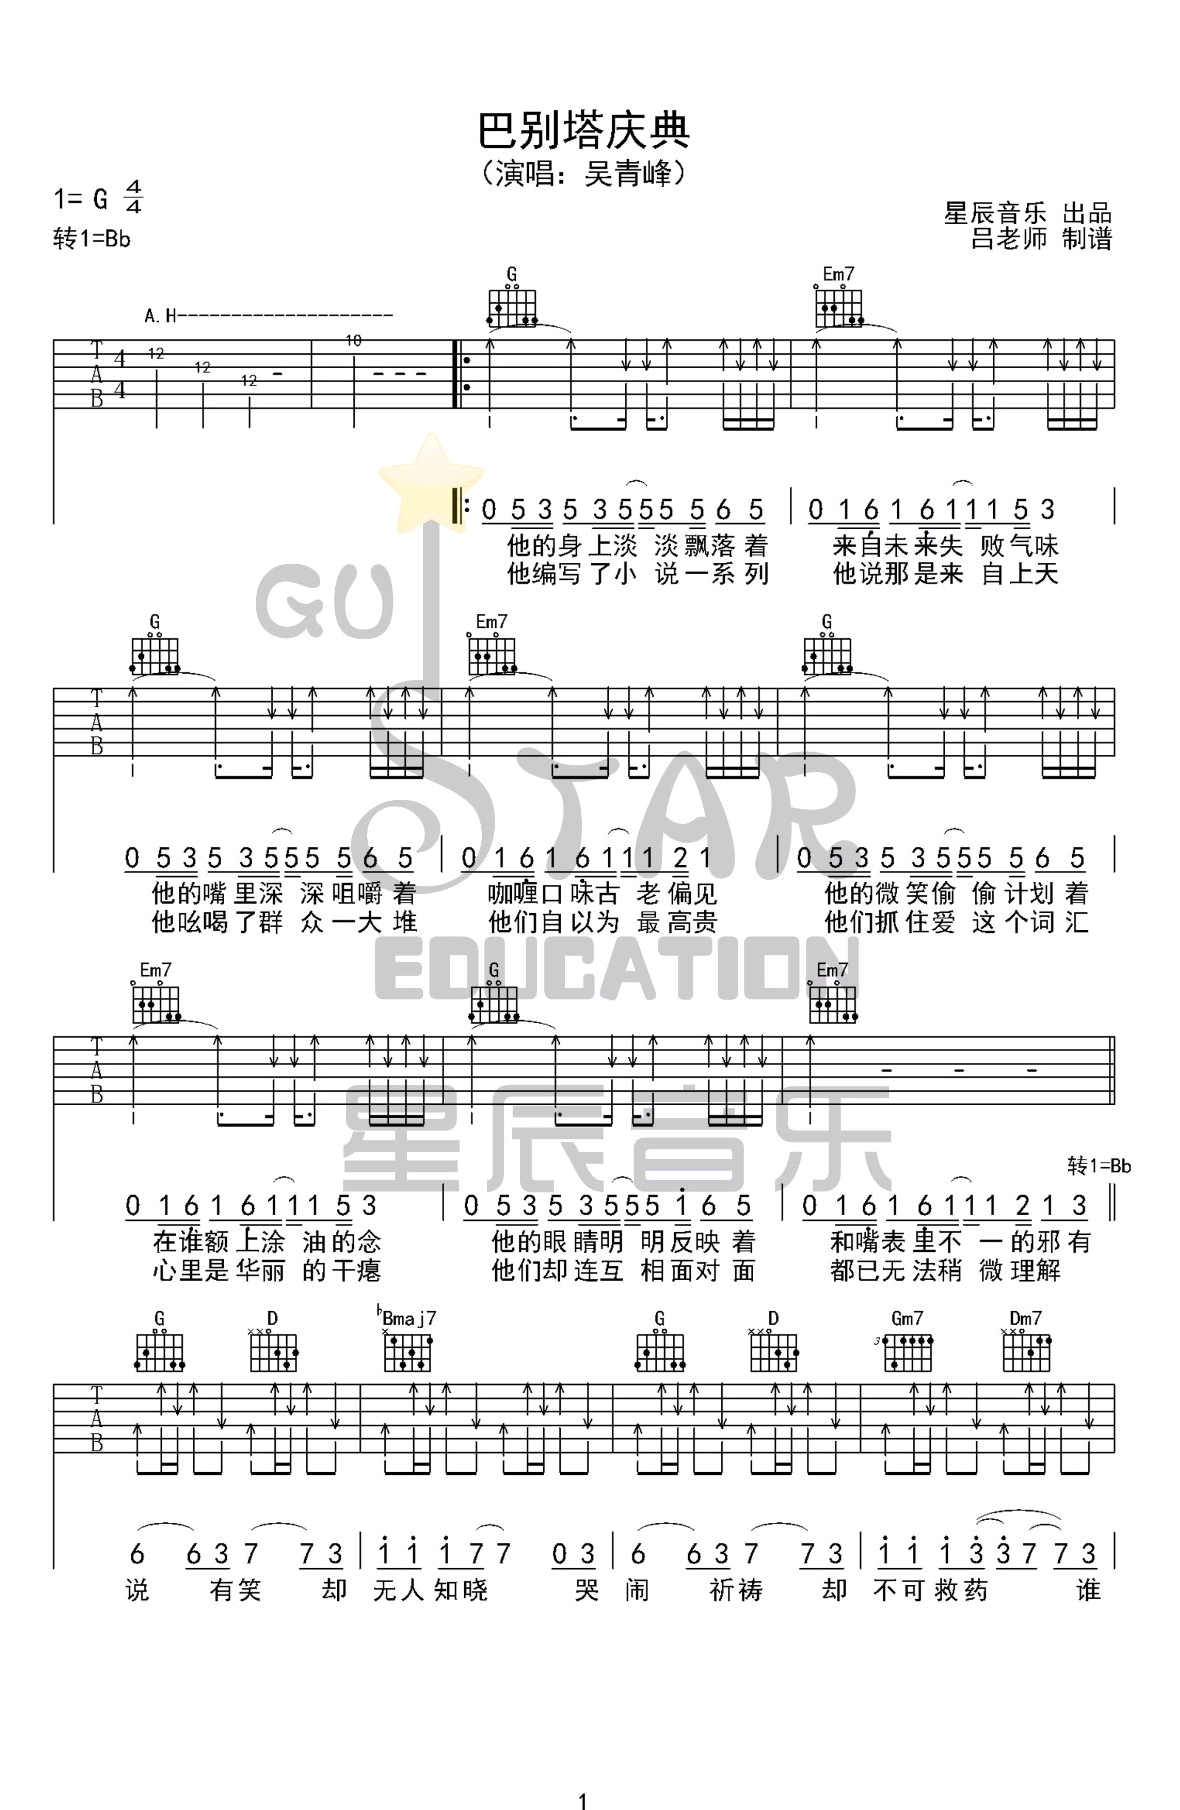 巴别塔庆典
（演唱：吴青峰）
1= G 4/4
转1=Bb
星辰音乐 出品
吕老师 制谱
G Em7
A.H
T A B 4 4 12 12 12 10
0 5 3 5 3 5 5 5 5 6 5 0 1 6 1 6 1 1 1 5 3
他的身上淡 淡飘落着 来自未来失 败气味
他编写了小 说一系列 他说那是来 自上天
GUISTAR
G Em7 G
T A B
0 5 3 5 3 5 5 5 5 6 5 0 1 6 1 6 1 1 1 2 1 0 5 3 5 3 5 5 5 5 6 5
他的嘴里深 深咀嚼着 咖喱口味古 老偏见 他的微笑偷 偷计划着
他吆喝了群 众一大堆 他们自以为 最高贵 他们抓住爱 这个词汇
EDUCATION
Em7 G Em7
T A B
星辰音乐
转1=Bb
0 1 6 1 6 1 1 1 5 3 0 5 3 5 3 5 5 5 1 6 5 0 1 6 1 6 1 1 1 2 1 3
在谁额上涂 油的念 他的眼睛明 明反映着 和嘴表里不 一的邪有
心里是华丽 的干瘪 他们却连互 相面对面 都已无法稍 微理解
G D ♭Bmaj7 G D Gm7 Dm7
3
T A B
6 6 3 7 7 3 1 1 1 7 7 0 3 6 6 3 7 7 3 1 1 3 3 7 7 3
说 有笑 却 无人知晓 哭 闹 祈祷 却 不可救药 谁
1